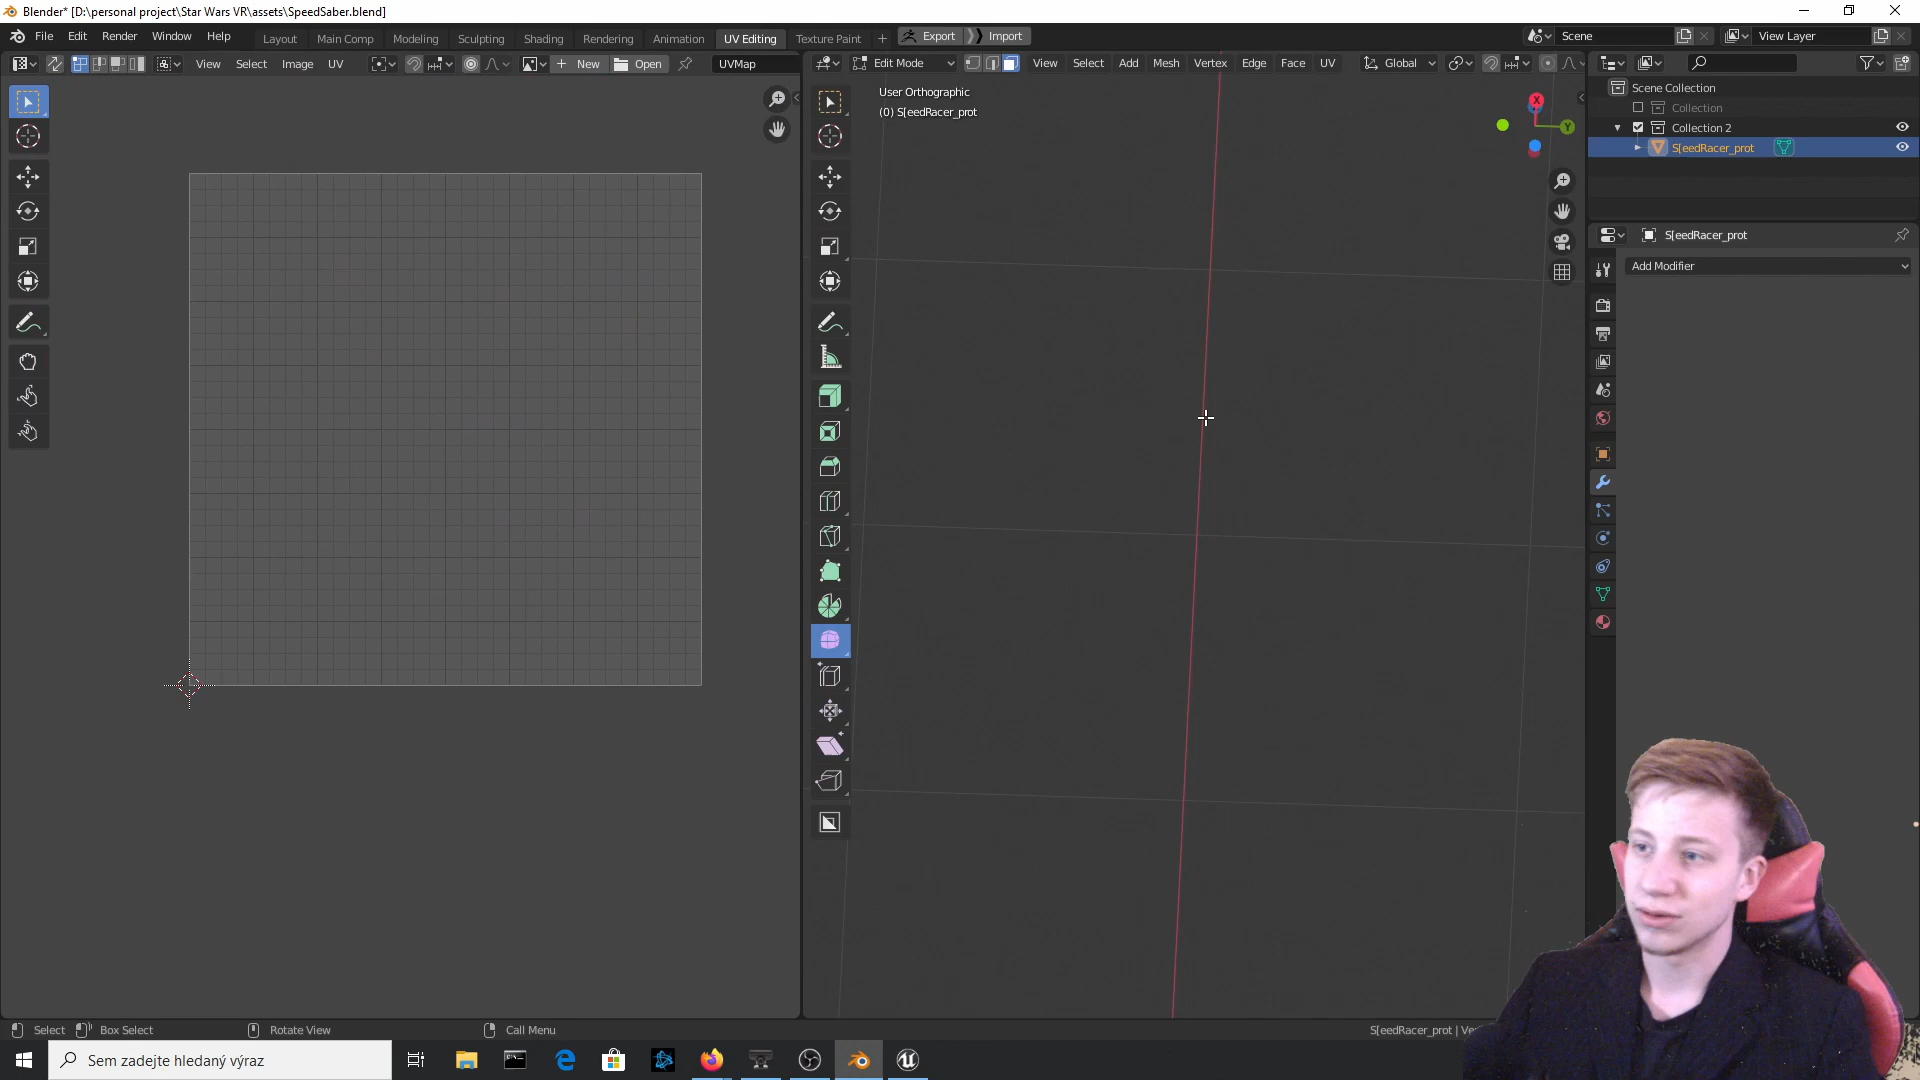 Blender* [D:\personal project\Star Wars VR\assets\SpeedSaber.blend]
File Edit Render Window Help
Layout Main Comp Modeling Sculpting Shading Rendering Animation UV Editing Texture Paint +
Export Import
Scene
View Layer
View Select Image UV
New Open
UVMap
Edit Mode
View Select Add Mesh Vertex Edge Face UV
Global
User Orthographic
(0) S[eedRacer_prot
X
Y
Scene Collection
Collection
Collection 2
S[eedRacer_prot
S[eedRacer_prot
Add Modifier
Select Box Select Rotate View Call Menu
S[eedRacer_prot |
Sem zadejte hledaný výraz